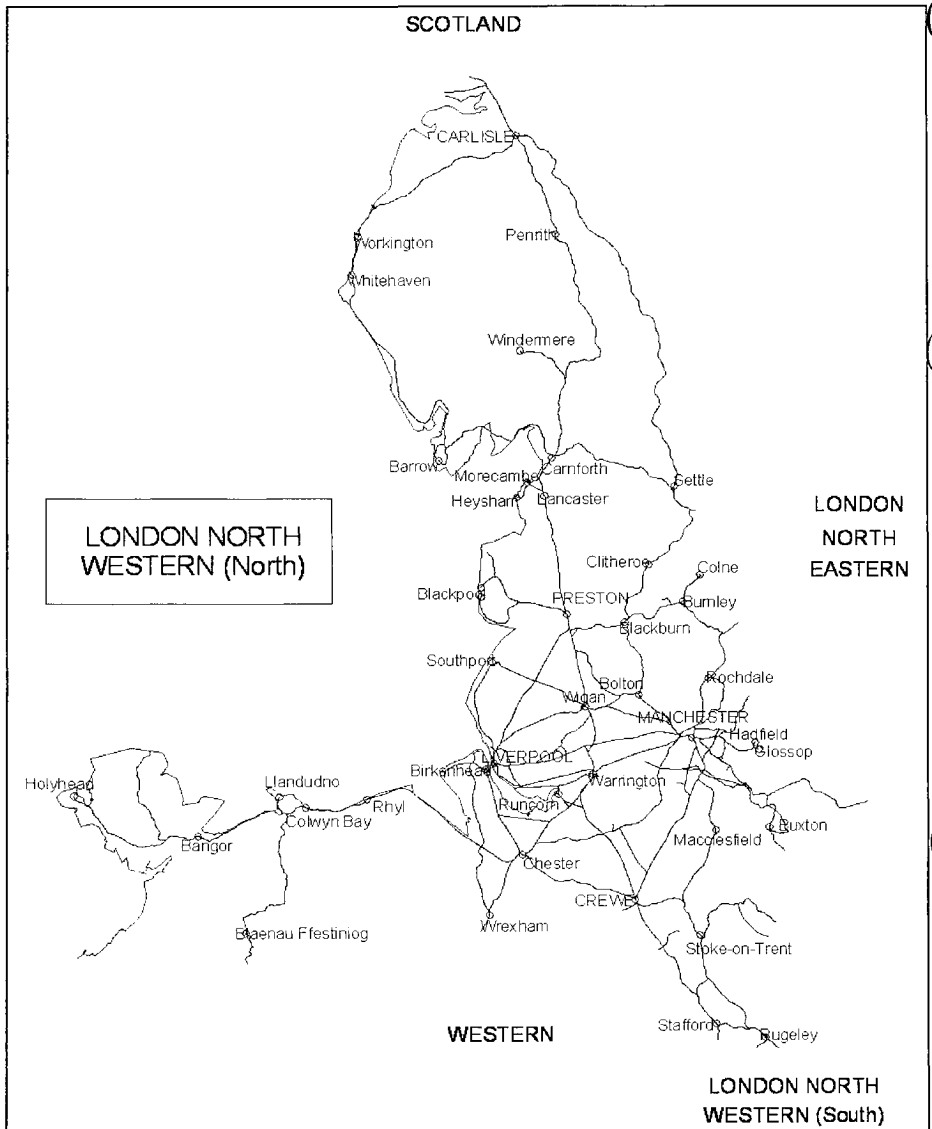 SCOTLAND
CARLISLE
Workington
Penrith
Whitehaven
Windermere
Barrow
Carnforth
Morecambe
Settle
Heysham
Lancaster
LONDON
NORTH
EASTERN
LONDON NORTH
WESTERN (North)
Clitheroe
Colne
Blackpool
PRESTON
Burnley
Blackburn
Southport
Bolton
Rochdale
Wigan
MANCHESTER
Hadfield
Glossop
LIVERPOOL
Birkenhead
Warrington
Holyhead
Llandudno
Rhyl
Runcorn
Colwyn Bay
Bangor
Macclesfield
Buxton
Chester
CREWE
Wrexham
Blaenau Ffestiniog
Stoke-on-Trent
Stafford
Rugeley
WESTERN
LONDON NORTH
WESTERN (South)